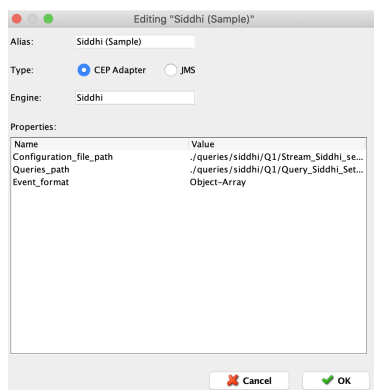 Editing "Siddhi (Sample)"
Alias: Siddhi (Sample)
Type: CEP Adapter JMS
Engine: Siddhi
Properties:
Name Value
Configuration_file_path ./queries/siddhi/Q1/Stream_Siddhi_se...
Queries_path ./queries/siddhi/Q1/Query_Siddhi_Set...
Event_format Object-Array
Cancel OK